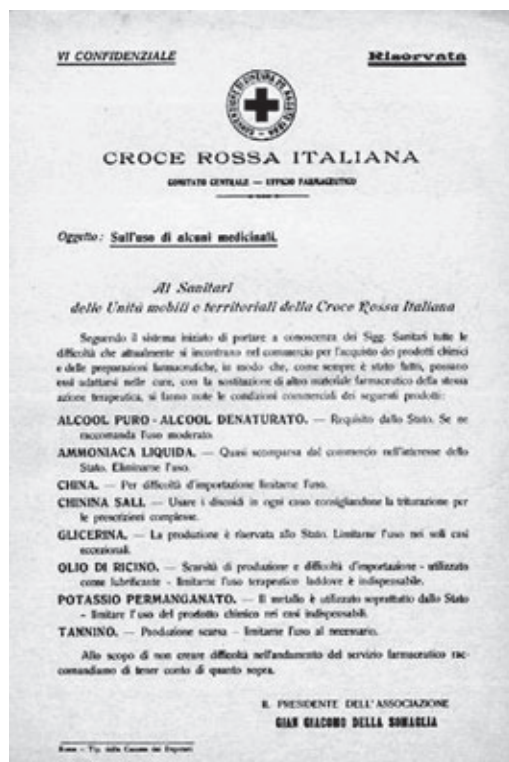 VI CONFIDENZIALE
Riservata
CONVENZIONE DI GINEVRA 22 AGOSTO 1864
CROCE ROSSA ITALIANA
COMITATO CENTRALE — UFFICIO FARMACEUTICO
Oggetto: Sull'uso di alcuni medicinali.
Ai Sanitari
delle Unità mobili e territoriali della Croce Rossa Italiana
Seguendo il sistema iniziato di portare a conoscenza dei Sigg. Sanitari tutte le
difficoltà che attualmente si incontrano nel commercio per l'acquisto dei prodotti chimici
e delle preparazioni farmaceutiche, in modo che, come sempre è stato fatto, possano
essi adattarsi nelle cure, con la sostituzione di altro materiale farmaceutico della stessa
azione terapeutica, si fanno note le condizioni commerciali dei seguenti prodotti:
ALCOOL PURO - ALCOOL DENATURATO. — Requisito dallo Stato. Se ne
raccomanda l'uso moderato.
AMMONIACA LIQUIDA. — Quasi scomparsa dal commercio nell'interesse dello
Stato. Eliminarne l'uso.
CHINA. — Per difficoltà d'importazione limitarne l'uso.
CHININA SALI. — Usare i discoidi in ogni caso consigliandone la triturazione per
le prescrizioni complesse.
GLICERINA. — La produzione è riservata allo Stato. Limitarne l'uso nei soli casi
eccezionali.
OLIO DI RICINO. — Scarsità di produzione e difficoltà d'importazione - utilizzato
come lubrificante - limitarne l'uso terapeutico laddove è indispensabile.
POTASSIO PERMANGANATO. — Il metallo è utilizzato soprattutto dallo Stato
- limitare l'uso del prodotto chimico nei casi indispensabili.
TANNINO. — Produzione scarsa - limitarne l'uso al necessario.
Allo scopo di non creare difficoltà nell'andamento del servizio farmaceutico rac-
comandiamo di tener conto di quanto sopra.
IL PRESIDENTE DELL'ASSOCIAZIONE
GIAN GIACOMO DELLA SOMAGLIA
Roma - Tip. della Camera dei Deputati